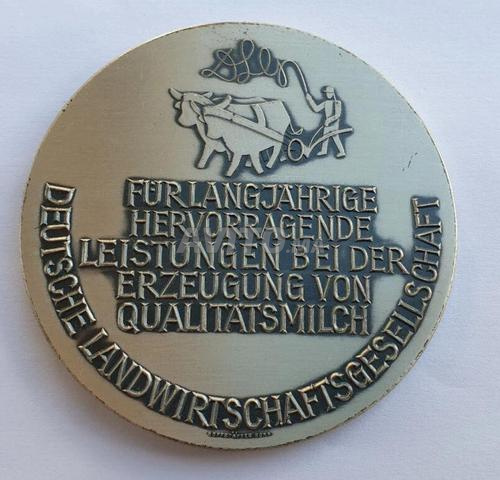 DLG
FÜR LANGJÄHRIGE
HERVORRAGENDE
LEISTUNGEN BEI DER
ERZEUGUNG VON
QUALITÄTSMILCH
DEUTSCHE LANDWIRTSCHAFTSGESELLSCHAFT